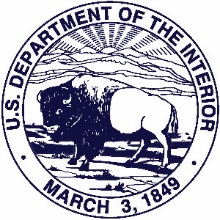 U.S. DEPARTMENT OF THE INTERIOR
MARCH 3, 1849